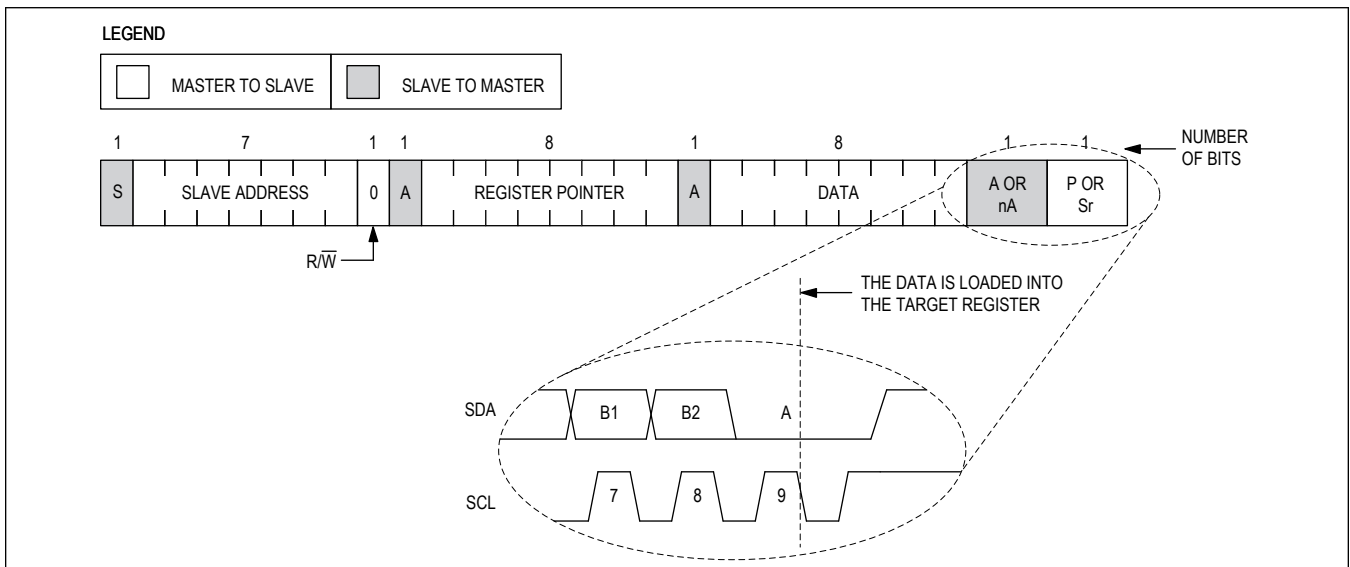 LEGEND
MASTER TO SLAVE
SLAVE TO MASTER
1 7 1 1 8 1 8 1 1
NUMBER
OF BITS
S SLAVE ADDRESS 0 A REGISTER POINTER A DATA
A OR
nA
P OR
Sr
R/W̅
THE DATA IS LOADED INTO
THE TARGET REGISTER
SDA B1 B2 A
SCL 7 8 9